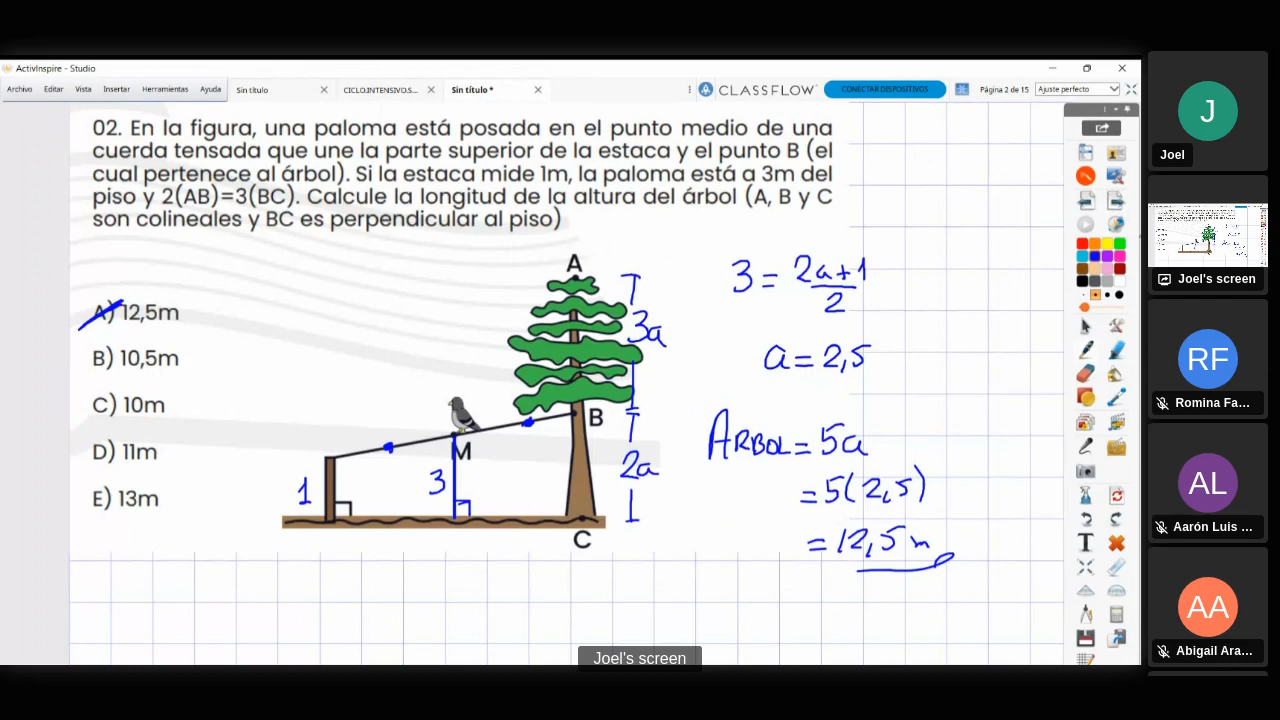 ActivInspire - Studio
Archivo Editar Vista Insertar Herramientas Ayuda
Sin título
CICLO.INTENSIVO.S...
Sin título *
CLASSFLOW
CONECTAR DISPOSITIVOS
Página 2 de 15
Ajuste perfecto
02. En la figura, una paloma está posada en el punto medio de una
cuerda tensada que une la parte superior de la estaca y el punto B (el
cual pertenece al árbol). Si la estaca mide 1m, la paloma está a 3m del
piso y 2(AB)=3(BC). Calcule la longitud de la altura del árbol (A, B y C
son colineales y BC es perpendicular al piso)
A) 12,5m
B) 10,5m
C) 10m
D) 11m
E) 13m
A
3a
B
M
2a
1
3
C
3 = 2a+1
2
a = 2,5
ARBOL = 5a
= 5(2,5)
= 12,5 m
T
Joel's screen
J
Joel
Joel's screen
RF
Romina Fa...
AL
Aarón Luis ...
AA
Abigail Ara...